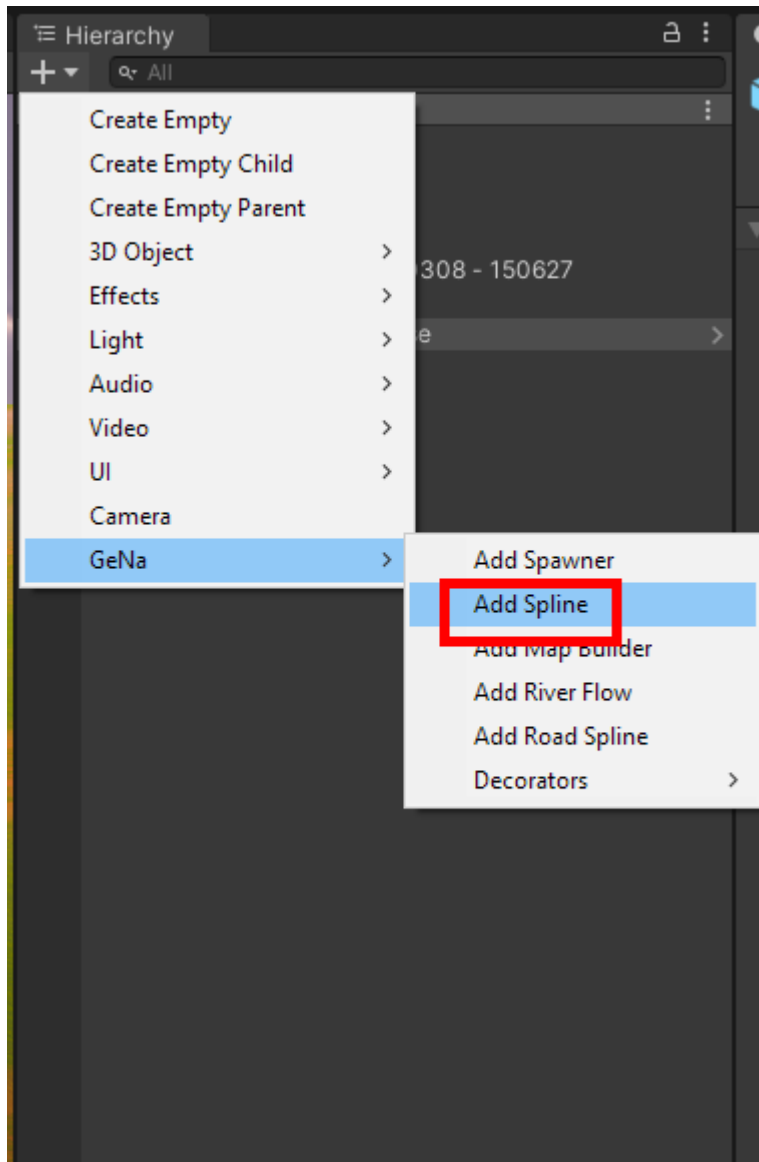 Hierarchy
All
Create Empty
Create Empty Child
Create Empty Parent
3D Object
308 - 150627
Effects
Light
e
Audio
Video
UI
Camera
GeNa
Add Spawner
Add Spline
Add Map Builder
Add River Flow
Add Road Spline
Decorators